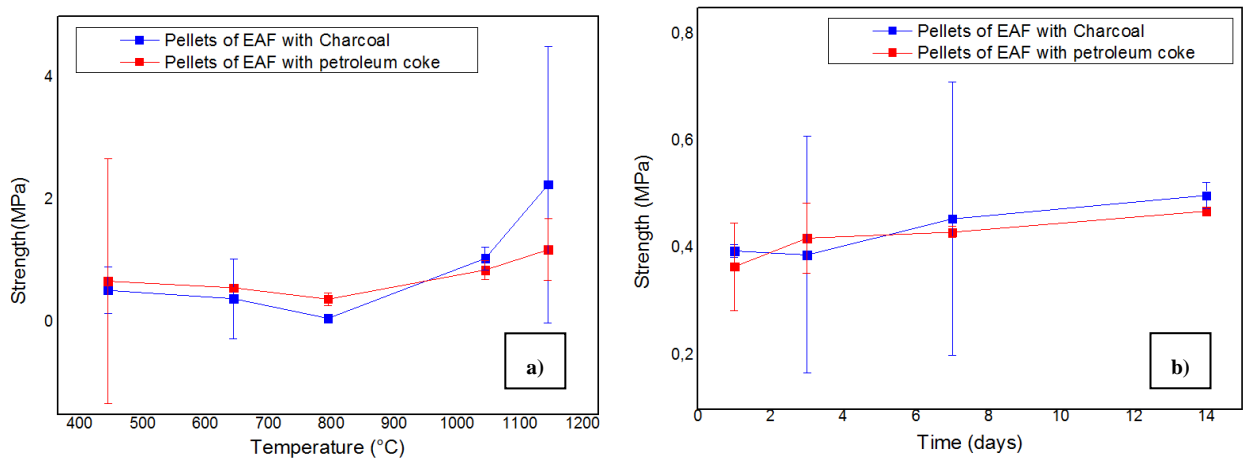 Pellets of EAF with Charcoal
Pellets of EAF with petroleum coke
4
2
0
Strength(MPa)
400 500 600 700 800 900 1000 1100 1200
Temperature (°C)
a)
Pellets of EAF with Charcoal
Pellets of EAF with petroleum coke
0,8
0,6
0,4
0,2
Strength (MPa)
0 2 4 6 8 10 12 14
Time (days)
b)